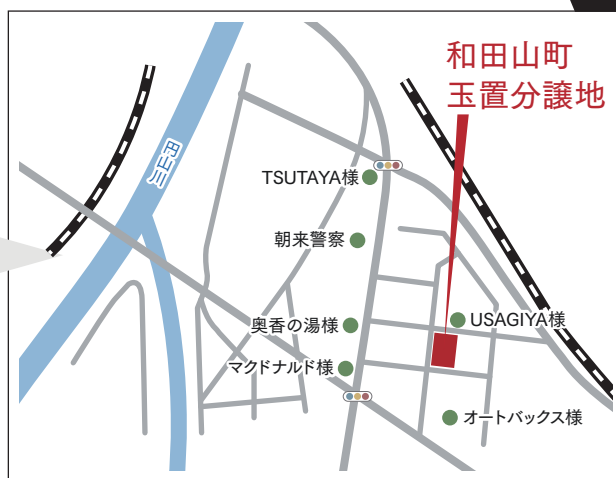 和田山町
玉置分譲地
円山川
TSUTAYA様
朝来警察
奥香の湯様
USAGIYA様
マクドナルド様
オートバックス様